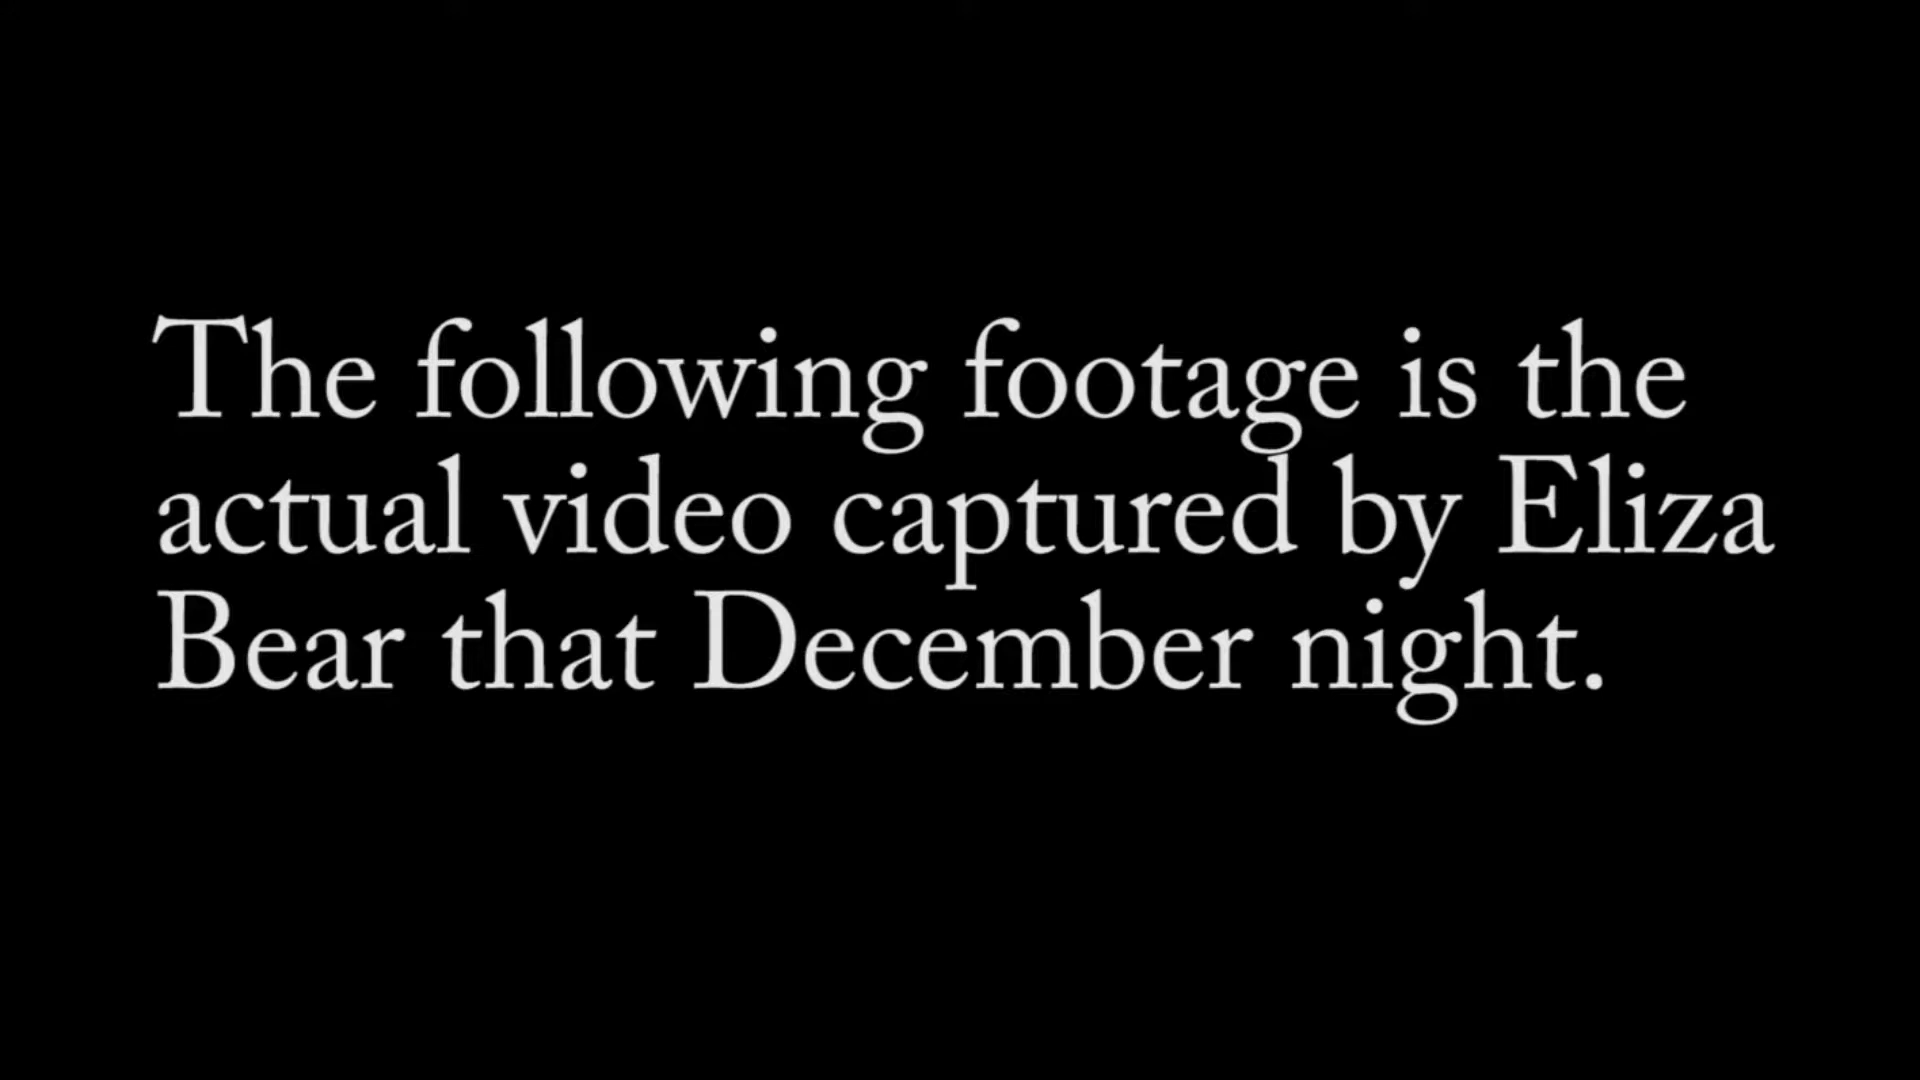 The following footage is the
actual video captured by Eliza
Bear that December night.